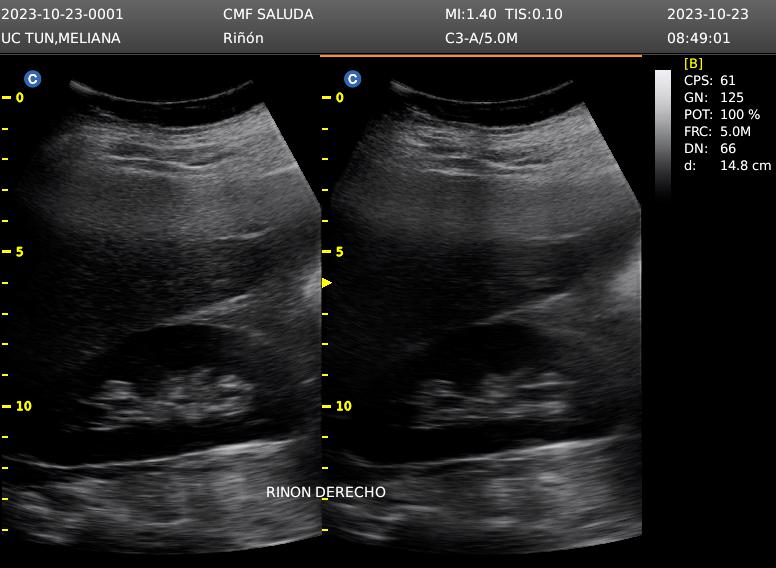 2023-10-23-0001 CMF SALUDA MI:1.40 TIS:0.10 2023-10-23
UC TUN,MELIANA Riñón C3-A/5.0M 08:49:01
C
C
[B]
CPS: 61
GN: 125
POT: 100 %
FRC: 5.0M
DN: 66
d: 14.8 cm
0
0
5
5
10
10
RINON DERECHO